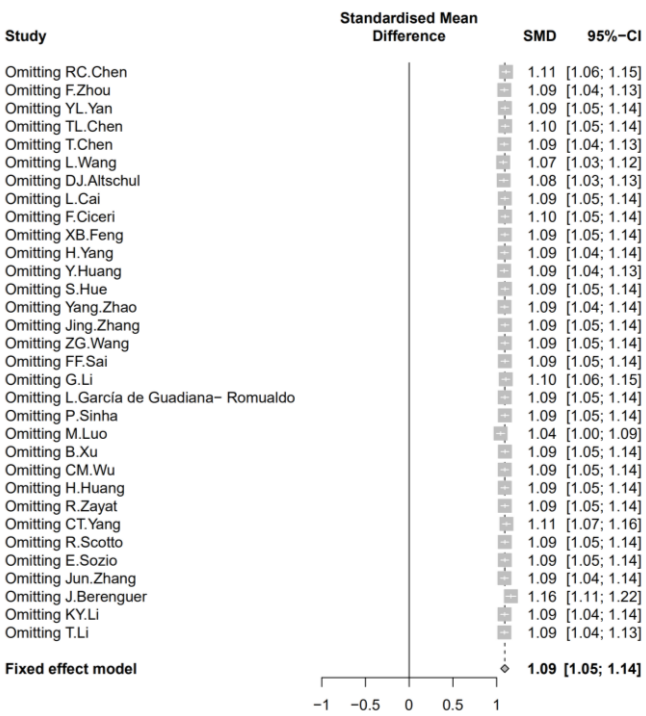 Standardised Mean
Study Difference SMD 95%−CI
Omitting RC.Chen 1.11 [1.06; 1.15]
Omitting F.Zhou 1.09 [1.04; 1.13]
Omitting YL.Yan 1.09 [1.05; 1.14]
Omitting TL.Chen 1.10 [1.05; 1.14]
Omitting T.Chen 1.09 [1.04; 1.13]
Omitting L.Wang 1.07 [1.03; 1.12]
Omitting DJ.Altschul 1.08 [1.03; 1.13]
Omitting L.Cai 1.09 [1.05; 1.14]
Omitting F.Ciceri 1.10 [1.05; 1.14]
Omitting XB.Feng 1.09 [1.05; 1.14]
Omitting H.Yang 1.09 [1.04; 1.14]
Omitting Y.Huang 1.09 [1.04; 1.13]
Omitting S.Hue 1.09 [1.05; 1.14]
Omitting Yang.Zhao 1.09 [1.04; 1.14]
Omitting Jing.Zhang 1.09 [1.05; 1.14]
Omitting ZG.Wang 1.09 [1.05; 1.14]
Omitting FF.Sai 1.09 [1.05; 1.14]
Omitting G.Li 1.10 [1.06; 1.15]
Omitting L.García de Guadiana− Romualdo 1.09 [1.05; 1.14]
Omitting P.Sinha 1.09 [1.05; 1.14]
Omitting M.Luo 1.04 [1.00; 1.09]
Omitting B.Xu 1.09 [1.05; 1.14]
Omitting CM.Wu 1.09 [1.05; 1.14]
Omitting H.Huang 1.09 [1.05; 1.14]
Omitting R.Zayat 1.09 [1.05; 1.14]
Omitting CT.Yang 1.11 [1.07; 1.16]
Omitting R.Scotto 1.09 [1.05; 1.14]
Omitting E.Sozio 1.09 [1.05; 1.14]
Omitting Jun.Zhang 1.09 [1.04; 1.14]
Omitting J.Berenguer 1.16 [1.11; 1.22]
Omitting KY.Li 1.09 [1.04; 1.14]
Omitting T.Li 1.09 [1.04; 1.13]
Fixed effect model 1.09 [1.05; 1.14]
−1 −0.5 0 0.5 1